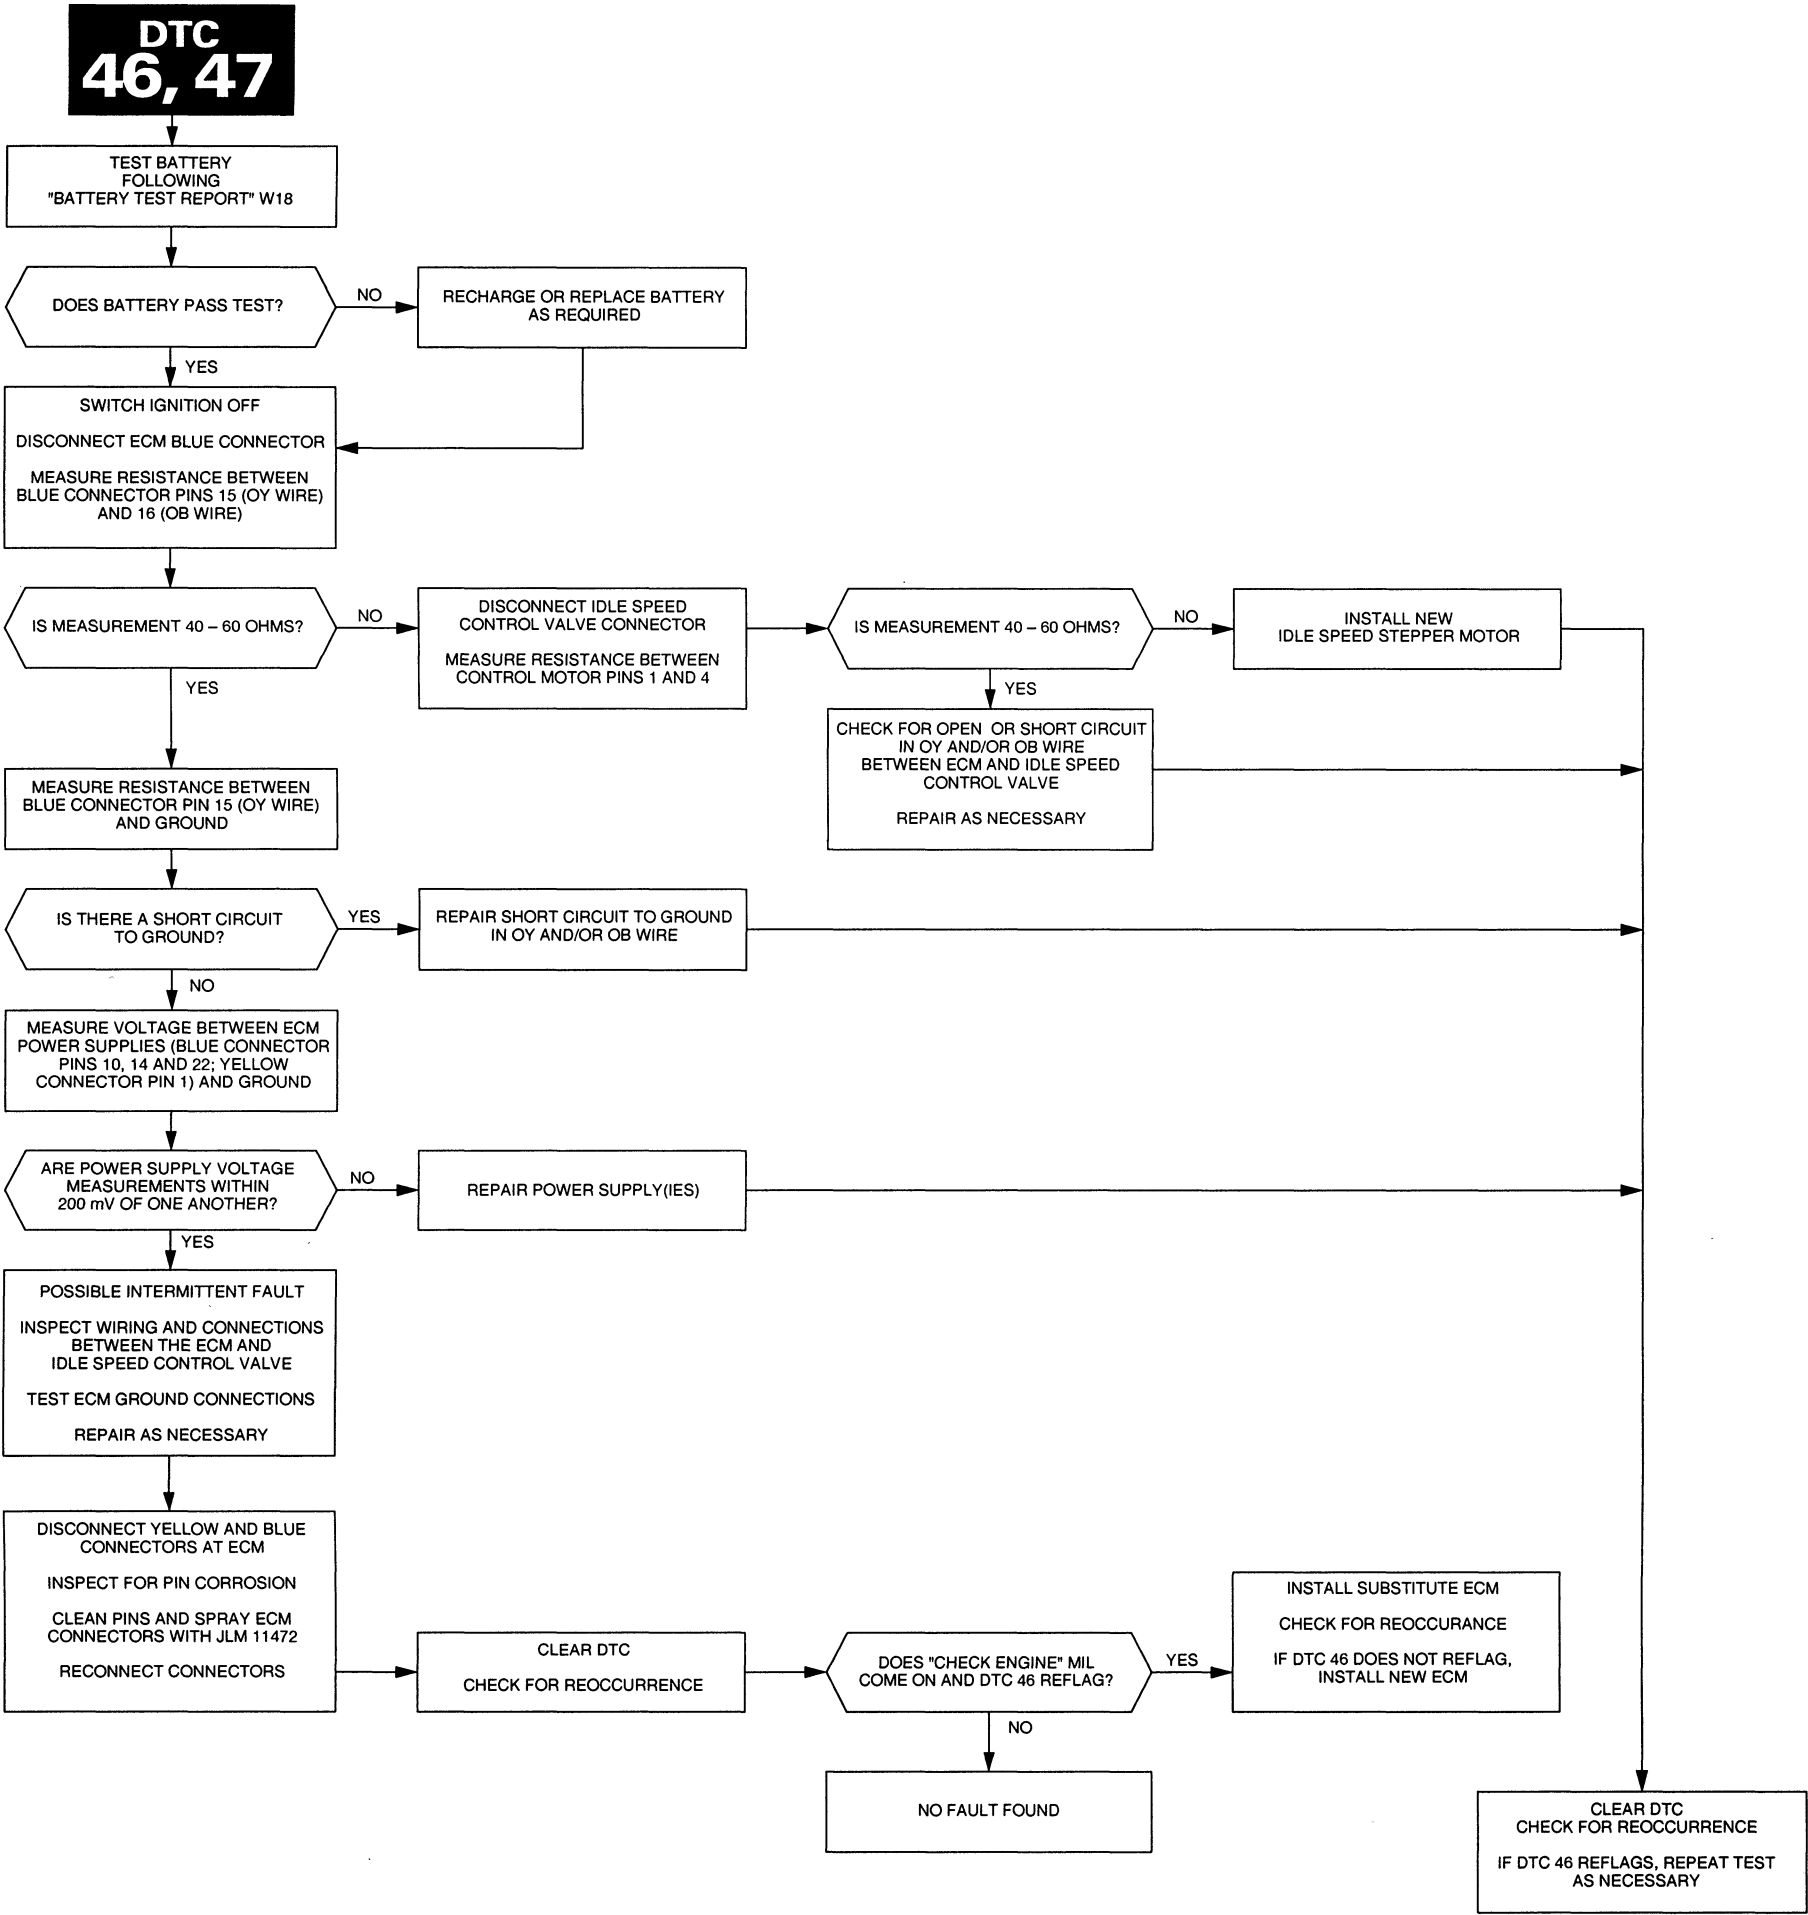 DTC
46, 47
TEST BATTERY
FOLLOWING
"BATTERY TEST REPORT" W18
DOES BATTERY PASS TEST?
NO
RECHARGE OR REPLACE BATTERY
AS REQUIRED
YES
SWITCH IGNITION OFF
DISCONNECT ECM BLUE CONNECTOR
MEASURE RESISTANCE BETWEEN
BLUE CONNECTOR PINS 15 (OY WIRE)
AND 16 (OB WIRE)
IS MEASUREMENT 40 – 60 OHMS?
NO
DISCONNECT IDLE SPEED
CONTROL VALVE CONNECTOR
MEASURE RESISTANCE BETWEEN
CONTROL MOTOR PINS 1 AND 4
IS MEASUREMENT 40 – 60 OHMS?
NO
INSTALL NEW
IDLE SPEED STEPPER MOTOR
YES
YES
CHECK FOR OPEN OR SHORT CIRCUIT
IN OY AND/OR OB WIRE
BETWEEN ECM AND IDLE SPEED
CONTROL VALVE
REPAIR AS NECESSARY
MEASURE RESISTANCE BETWEEN
BLUE CONNECTOR PIN 15 (OY WIRE)
AND GROUND
IS THERE A SHORT CIRCUIT
TO GROUND?
YES
REPAIR SHORT CIRCUIT TO GROUND
IN OY AND/OR OB WIRE
NO
MEASURE VOLTAGE BETWEEN ECM
POWER SUPPLIES (BLUE CONNECTOR
PINS 10, 14 AND 22; YELLOW
CONNECTOR PIN 1) AND GROUND
ARE POWER SUPPLY VOLTAGE
MEASUREMENTS WITHIN
200 mV OF ONE ANOTHER?
NO
REPAIR POWER SUPPLY(IES)
YES
POSSIBLE INTERMITTENT FAULT
INSPECT WIRING AND CONNECTIONS
BETWEEN THE ECM AND
IDLE SPEED CONTROL VALVE
TEST ECM GROUND CONNECTIONS
REPAIR AS NECESSARY
DISCONNECT YELLOW AND BLUE
CONNECTORS AT ECM
INSPECT FOR PIN CORROSION
CLEAN PINS AND SPRAY ECM
CONNECTORS WITH JLM 11472
RECONNECT CONNECTORS
CLEAR DTC
CHECK FOR REOCCURRENCE
DOES "CHECK ENGINE" MIL
COME ON AND DTC 46 REFLAG?
YES
INSTALL SUBSTITUTE ECM
CHECK FOR REOCCURANCE
IF DTC 46 DOES NOT REFLAG,
INSTALL NEW ECM
NO
NO FAULT FOUND
CLEAR DTC
CHECK FOR REOCCURRENCE
IF DTC 46 REFLAGS, REPEAT TEST
AS NECESSARY